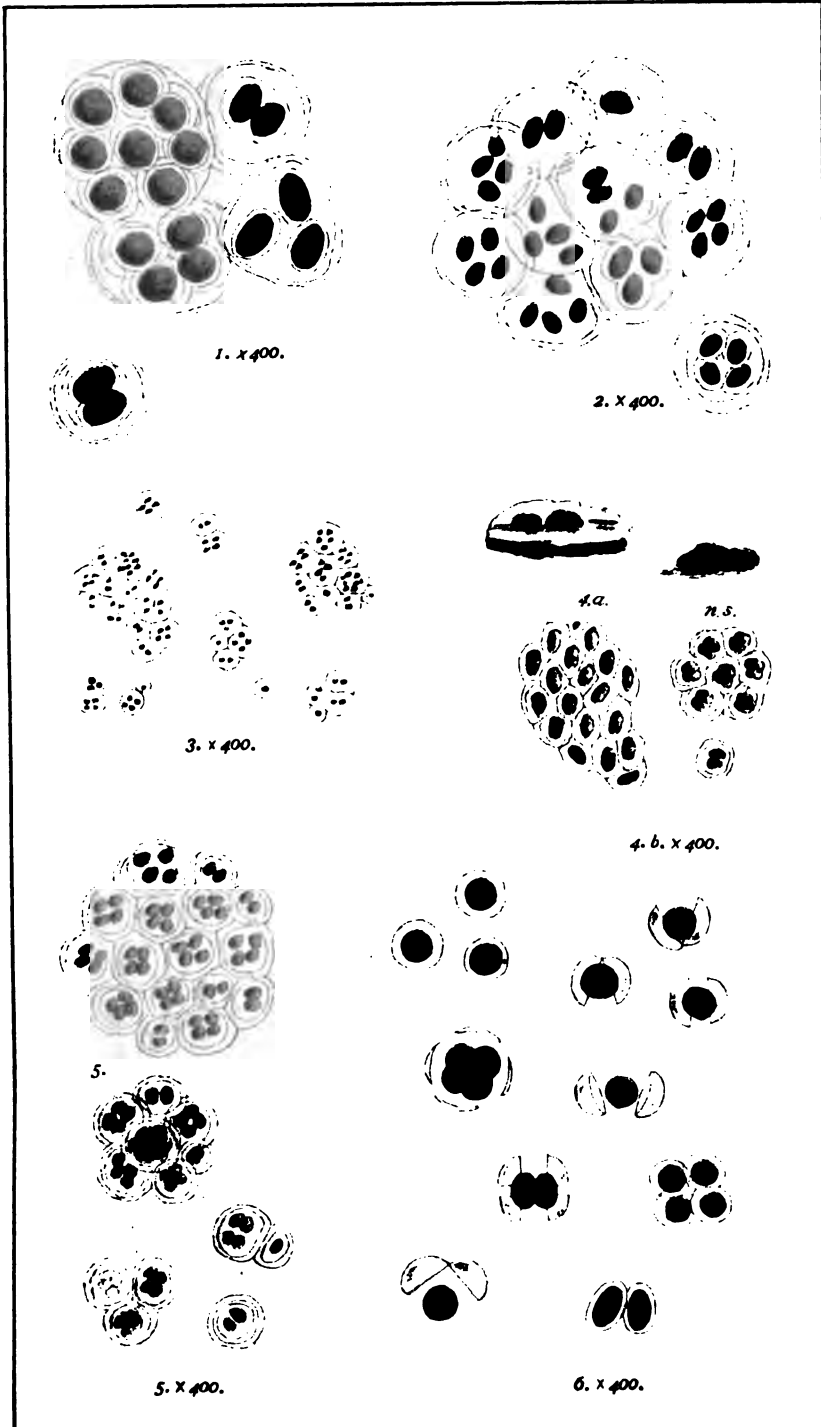 1. x 400.
2. x 400.
4.a.
n.s.
3. x 400.
4. b. x 400.
5.
5. x 400.
6. x 400.